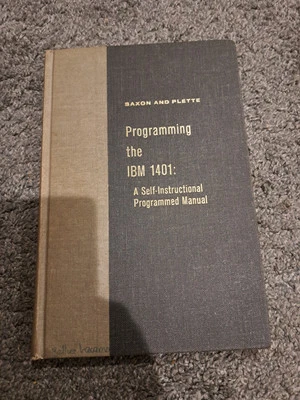 SAXON AND PLETTE
Programming
the
IBM 1401:
A Self-Instructional
Programmed Manual